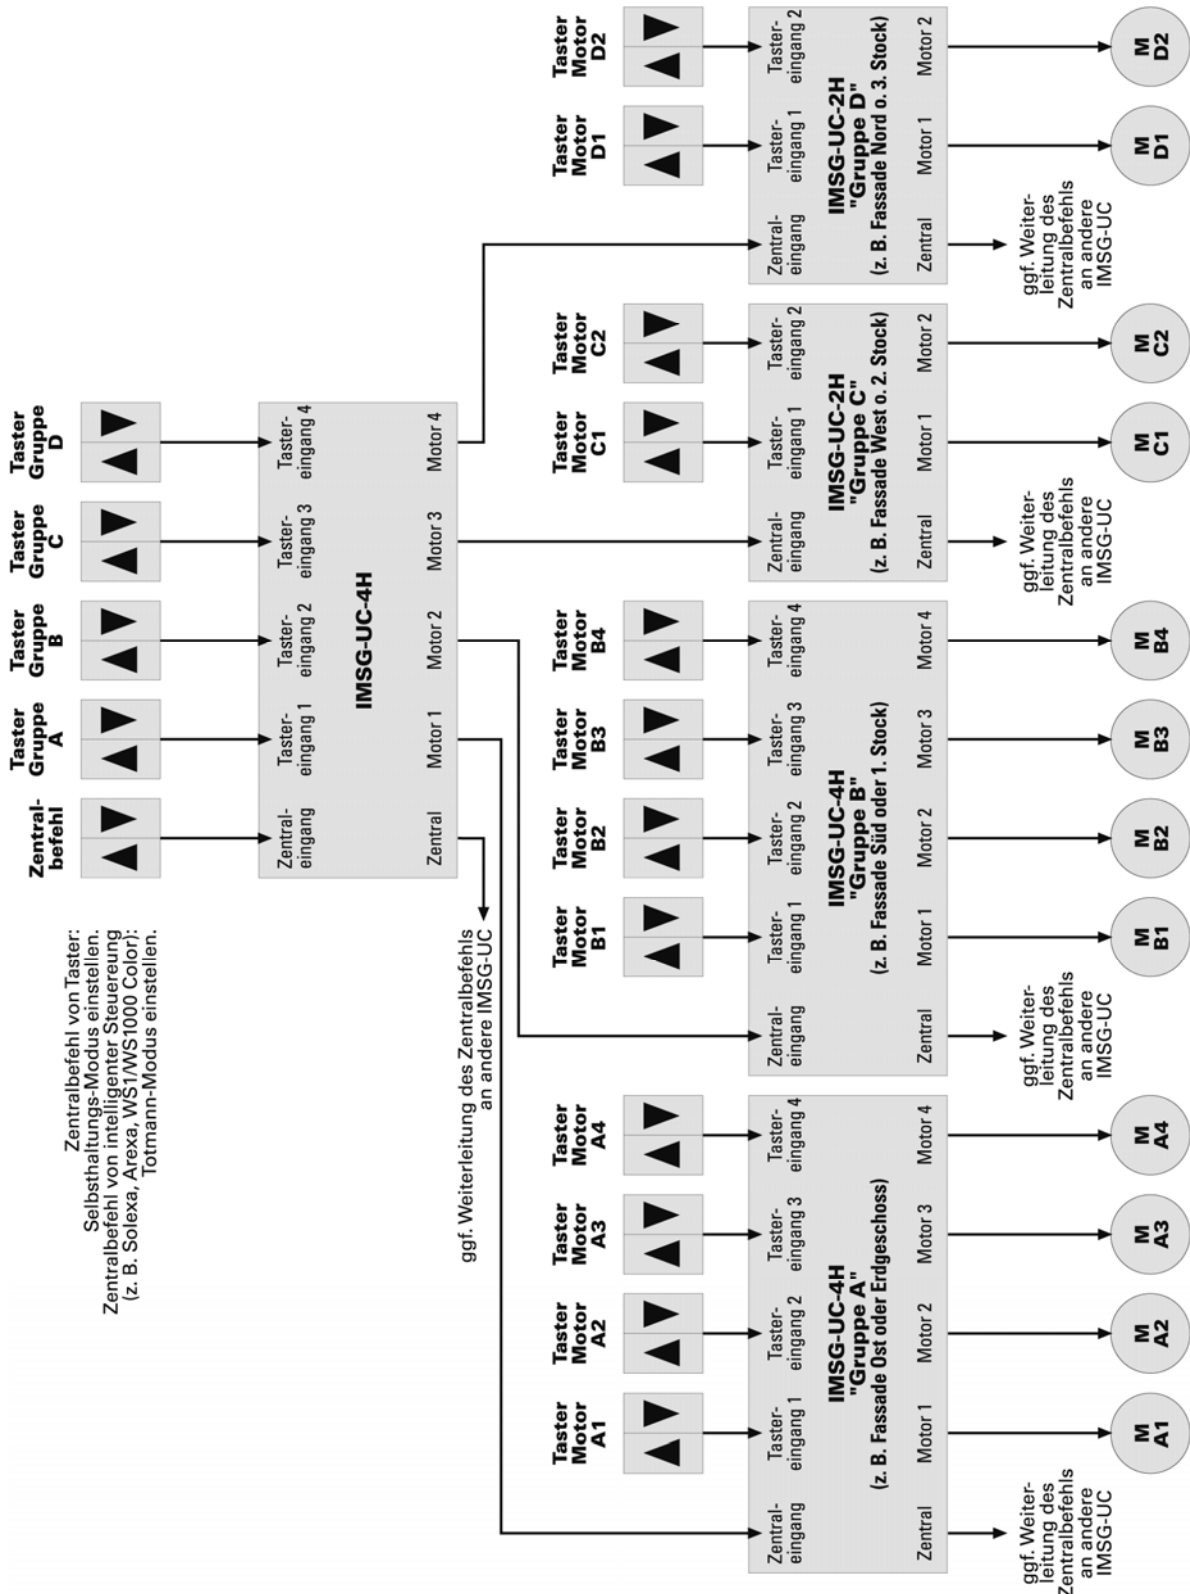 Zentralbefehl von Taster:
Selbsthaltungs-Modus einstellen.
Zentralbefehl von intelligenter Steuereung
(z. B. Solexa, Arexa, WS1/WS1000 Color):
Totmann-Modus einstellen.
Zentral-
befehl
Taster
Gruppe
A
Taster
Gruppe
B
Taster
Gruppe
C
Taster
Gruppe
D
Zentral-
eingang
Taster-
eingang 1
Taster-
eingang 2
Taster-
eingang 3
Taster-
eingang 4
IMSG-UC-4H
Zentral
Motor 1
Motor 2
Motor 3
Motor 4
ggf. Weiterleitung des Zentralbefehls
an andere IMSG-UC
Taster
Motor
A1
Taster
Motor
A2
Taster
Motor
A3
Taster
Motor
A4
Zentral-
eingang
Taster-
eingang 1
Taster-
eingang 2
Taster-
eingang 3
Taster-
eingang 4
IMSG-UC-4H
"Gruppe A"
(z. B. Fassade Ost oder Erdgeschoss)
Zentral
Motor 1
Motor 2
Motor 3
Motor 4
ggf. Weiter-
leitung des
Zentralbefehls
an andere
IMSG-UC
M
A1
M
A2
M
A3
M
A4
Taster
Motor
B1
Taster
Motor
B2
Taster
Motor
B3
Taster
Motor
B4
Zentral-
eingang
Taster-
eingang 1
Taster-
eingang 2
Taster-
eingang 3
Taster-
eingang 4
IMSG-UC-4H
"Gruppe B"
(z. B. Fassade Süd oder 1. Stock)
Zentral
Motor 1
Motor 2
Motor 3
Motor 4
ggf. Weiter-
leitung des
Zentralbefehls
an andere
IMSG-UC
M
B1
M
B2
M
B3
M
B4
Taster
Motor
C1
Taster
Motor
C2
Zentral-
eingang
Taster-
eingang 1
Taster-
eingang 2
IMSG-UC-2H
"Gruppe C"
(z. B. Fassade West o. 2. Stock)
Zentral
Motor 1
Motor 2
ggf. Weiter-
leitung des
Zentralbefehls
an andere
IMSG-UC
M
C1
M
C2
Taster
Motor
D1
Taster
Motor
D2
Zentral-
eingang
Taster-
eingang 1
Taster-
eingang 2
IMSG-UC-2H
"Gruppe D"
(z. B. Fassade Nord o. 3. Stock)
Zentral
Motor 1
Motor 2
ggf. Weiter-
leitung des
Zentralbefehls
an andere
IMSG-UC
M
D1
M
D2